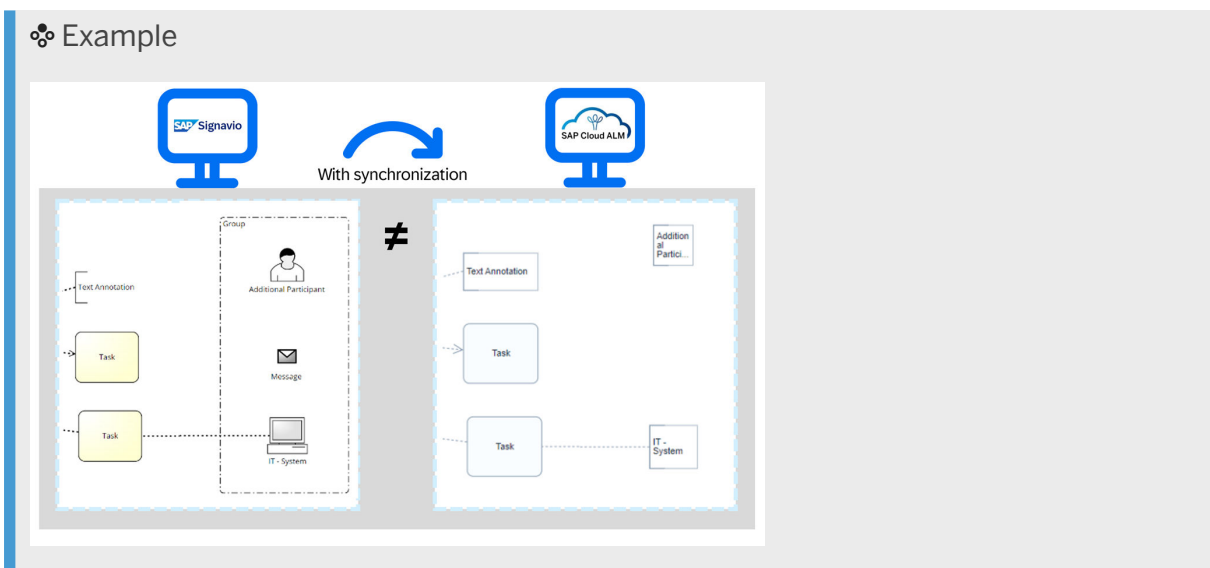 Example
SAP Signavio
SAP Cloud ALM
With synchronization
Group
Additional Participant
Text Annotation
Task
Message
Task
IT - System
≠
Addition
al
Partici...
Text Annotation
Task
Task
IT -
System